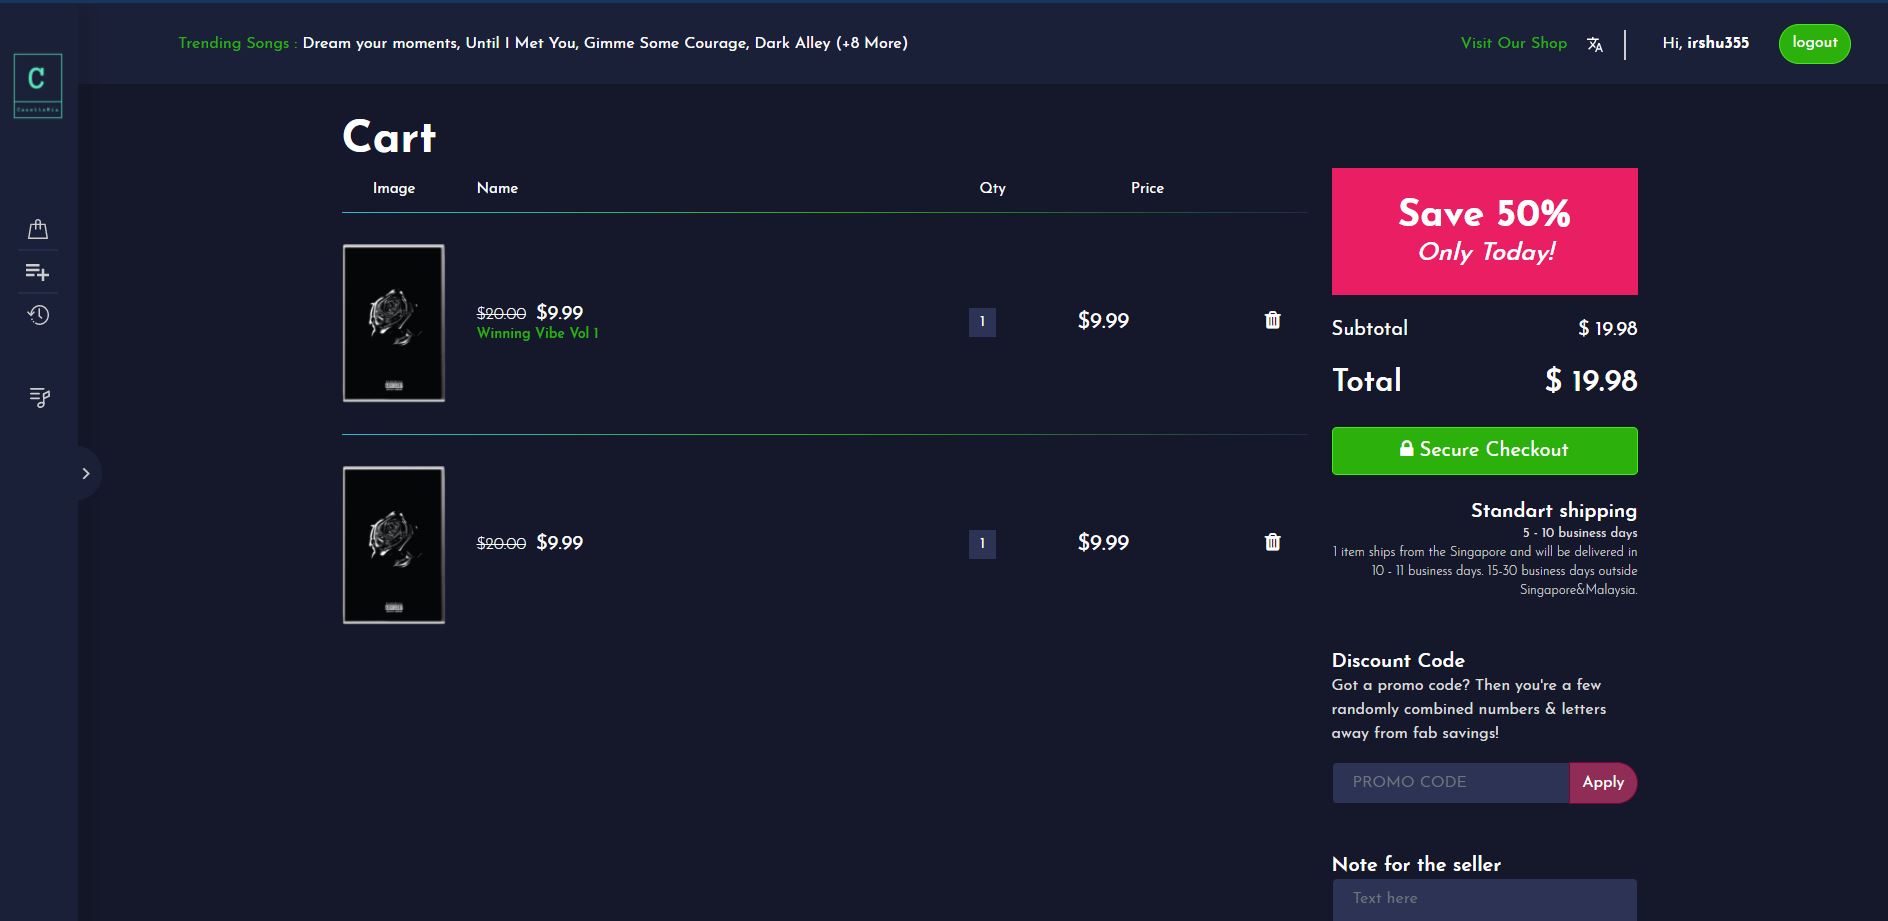 Trending Songs : Dream your moments, Until I Met You, Gimme Some Courage, Dark Alley (+8 More)
Visit Our Shop
Hi, irshu355
logout
C
Cart
Image Name Qty Price
$20.00 $9.99
Winning Vibe Vol 1
1
$9.99
$20.00 $9.99
1
$9.99
Save 50%
Only Today!
Subtotal $ 19.98
Total $ 19.98
Secure Checkout
Standart shipping
5 - 10 business days
1 item ships from the Singapore and will be delivered in
10 - 11 business days. 15-30 business days outside
Singapore&Malaysia.
Discount Code
Got a promo code? Then you're a few
randomly combined numbers & letters
away from fab savings!
PROMO CODE
Apply
Note for the seller
Text here